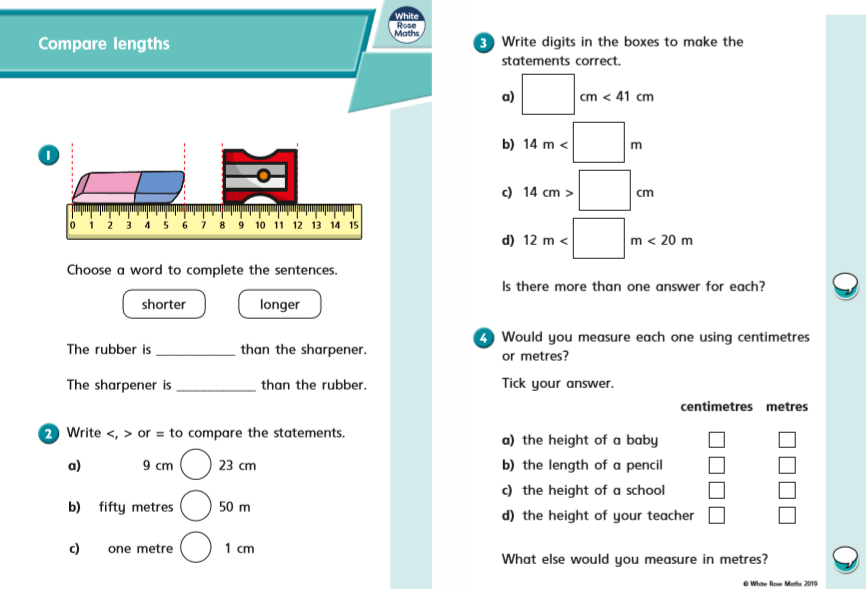 Compare lengths
White
Rose
Maths
1
0 1 2 3 4 5 6 7 8 9 10 11 12 13 14 15
Choose a word to complete the sentences.
shorter longer
The rubber is ___________ than the sharpener.
The sharpener is ___________ than the rubber.
2 Write <, > or = to compare the statements.
a) 9 cm 23 cm
b) fifty metres 50 m
c) one metre 1 cm
3 Write digits in the boxes to make the
statements correct.
a) cm < 41 cm
b) 14 m < m
c) 14 cm > cm
d) 12 m < m < 20 m
Is there more than one answer for each?
4 Would you measure each one using centimetres
or metres?
Tick your answer.
centimetres metres
a) the height of a baby
b) the length of a pencil
c) the height of a school
d) the height of your teacher
What else would you measure in metres?
© White Rose Maths 2019